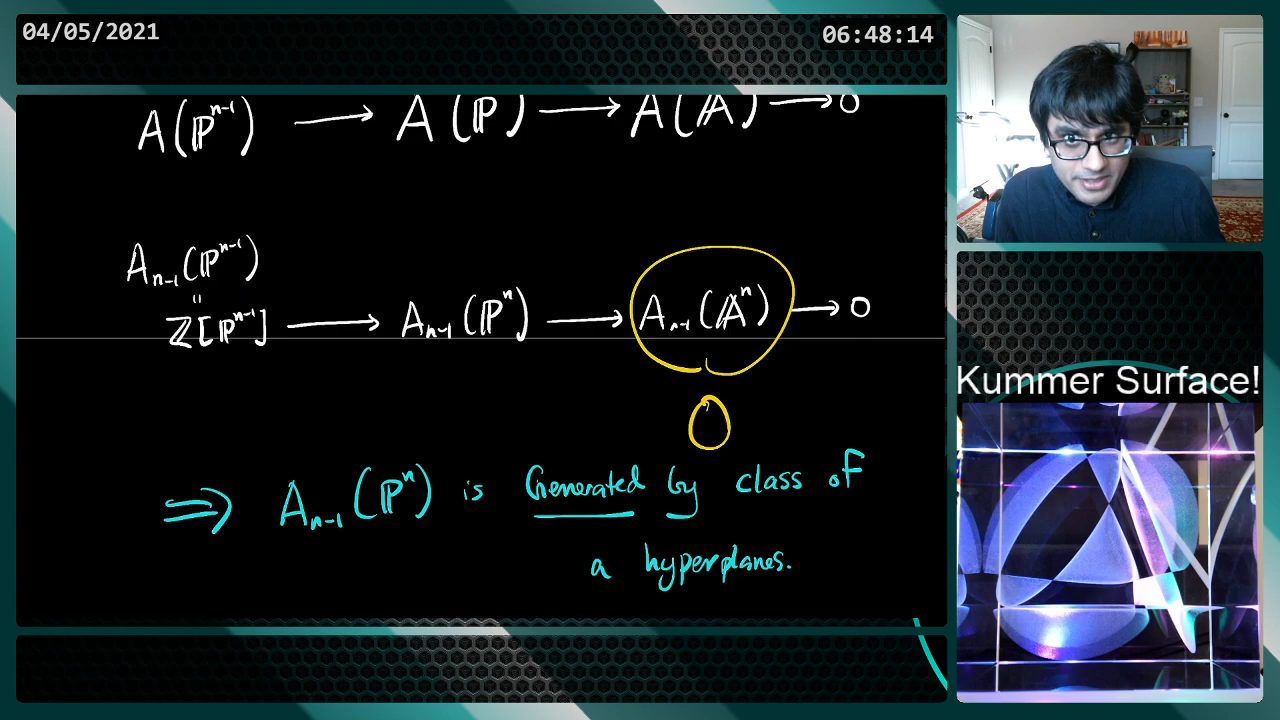 04/05/2021
06:48:14
A(ℙⁿ⁻¹) ⟶ A(ℙ) ⟶ A(𝔸) ⟶ 0
Aₙ₋₁(ℙⁿ⁻¹)
"
ℤ[ℙⁿ⁻¹] ⟶ Aₙ₋₁(ℙⁿ) ⟶ Aₙ₋₁(𝔸ⁿ) ⟶ 0
0
⟹ Aₙ₋₁(ℙⁿ) is Generated by class of
a hyperplanes.
Kummer Surface!